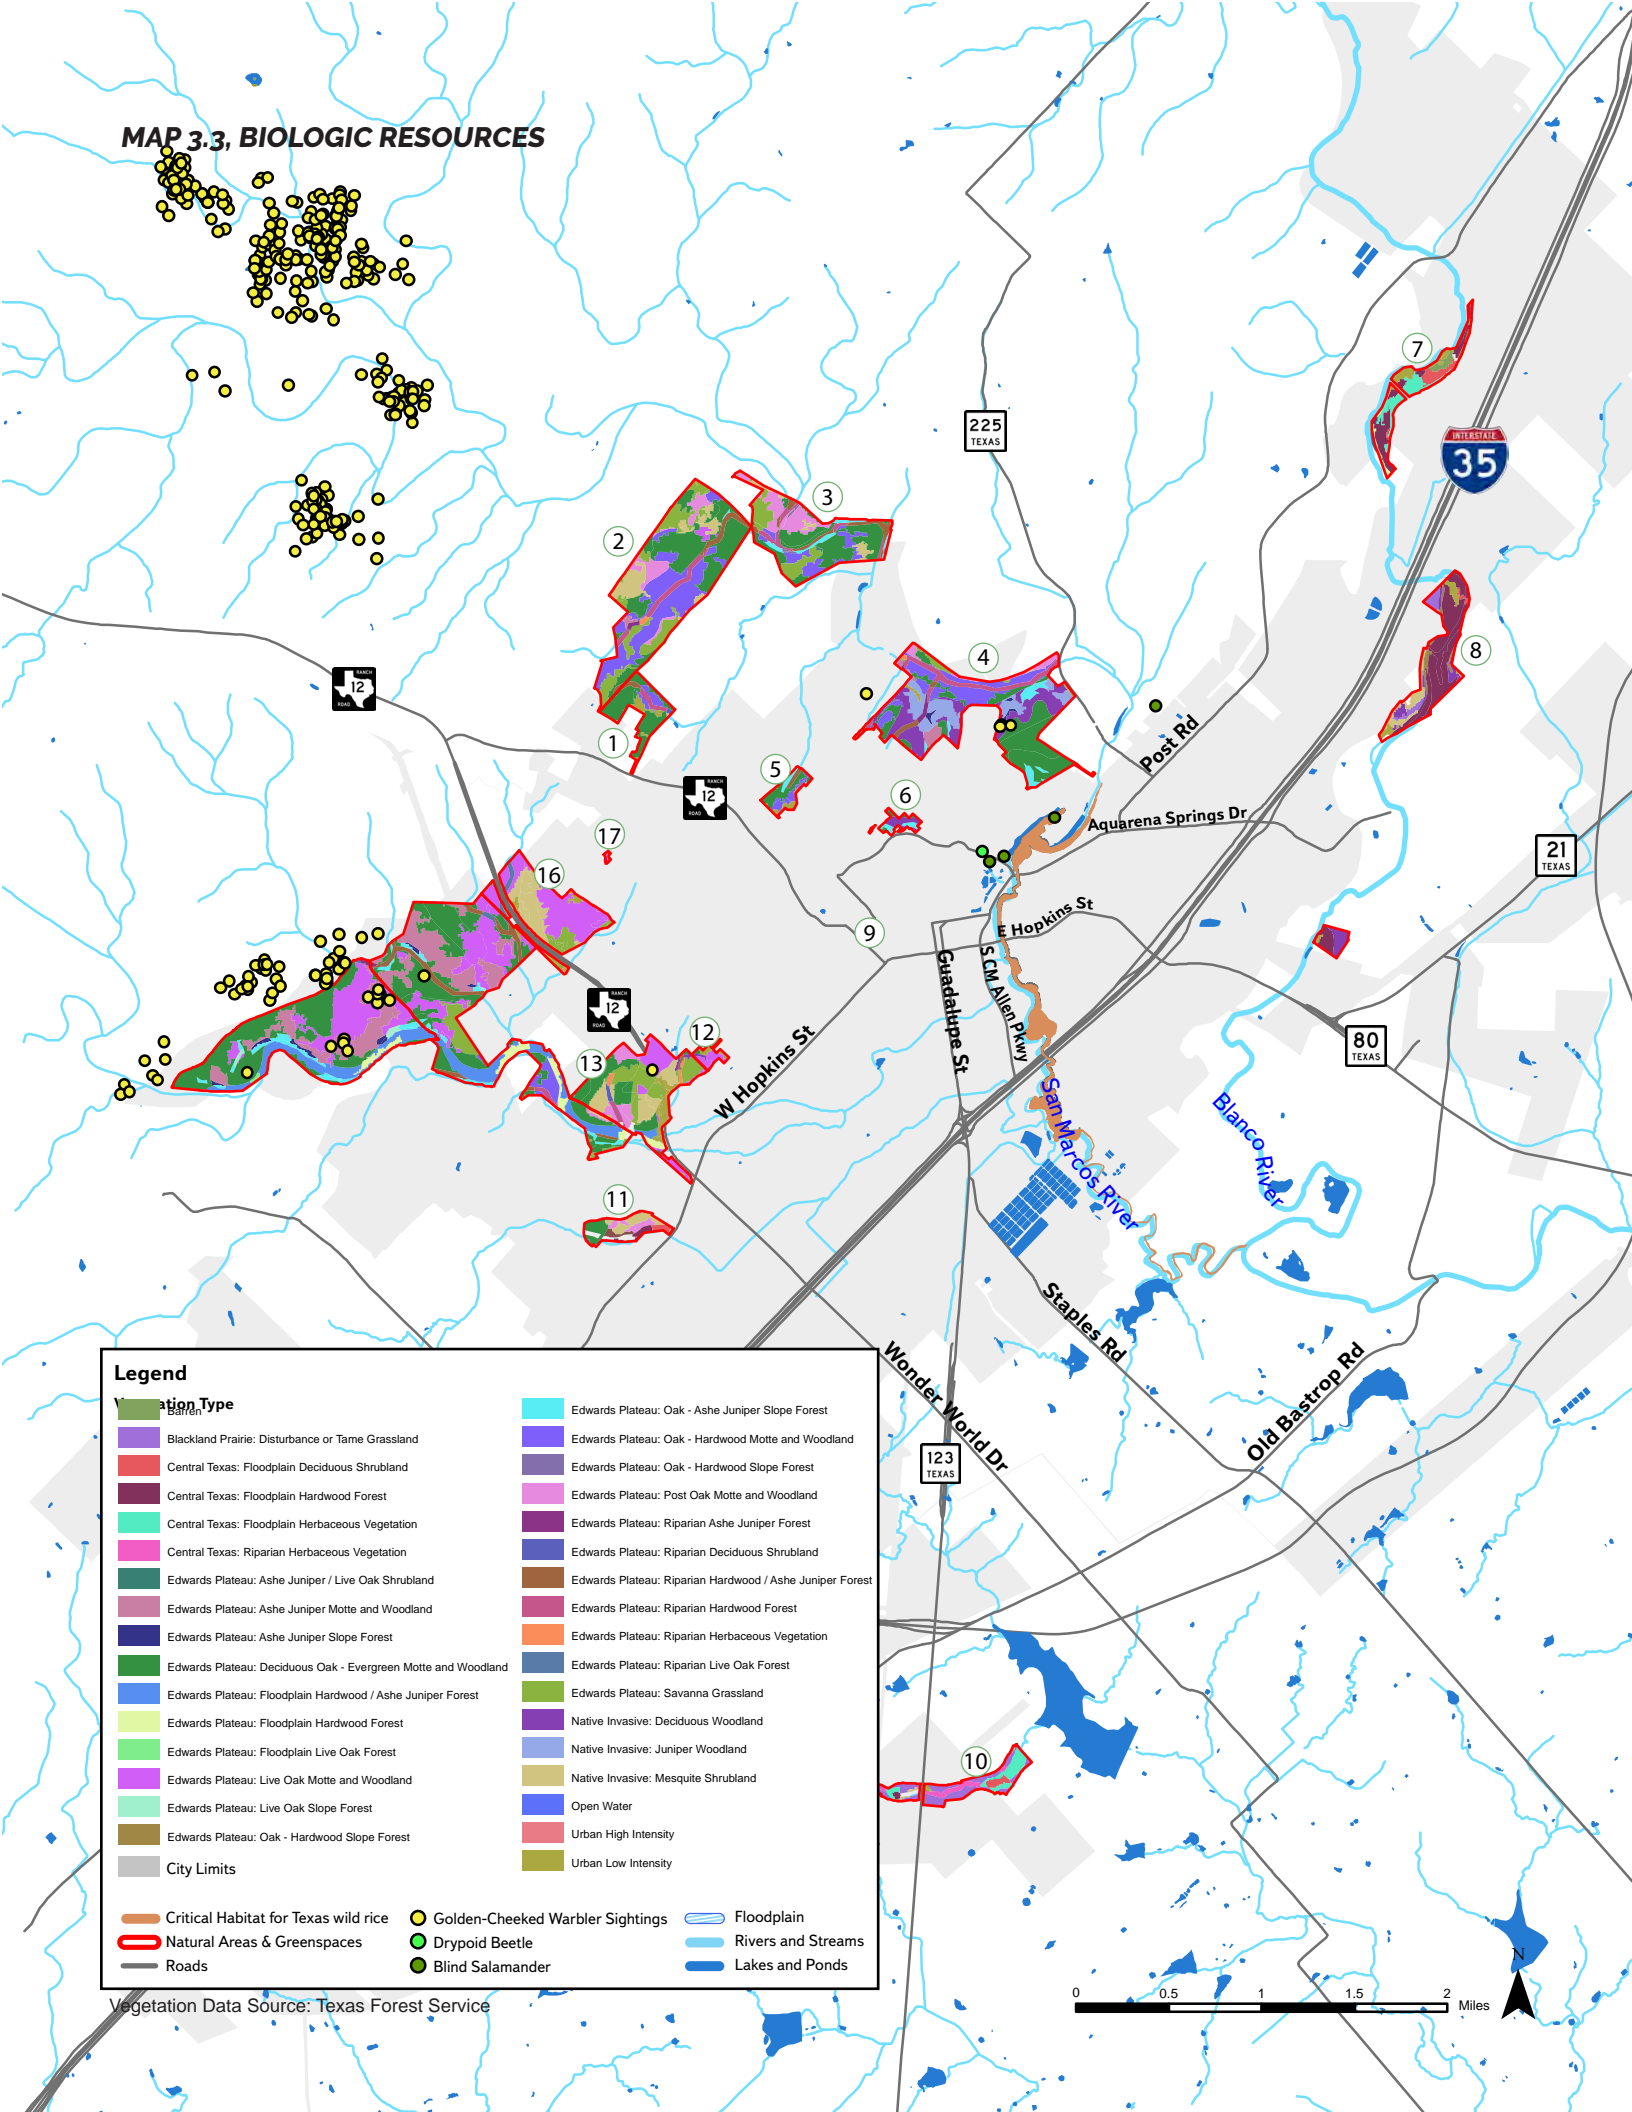 MAP 3.3, BIOLOGIC RESOURCES
7
225
TEXAS
INTERSTATE
35
3
2
4
8
RANCH
12
ROAD
1
Post Rd
5
RANCH
12
ROAD
6
Aquarena Springs Dr
17
21
TEXAS
16
E Hopkins St
9
Guadalupe St
S CM Allen Pkwy
RANCH
12
ROAD
12
13
W Hopkins St
80
TEXAS
San Marcos River
Blanco River
11
Staples Rd
Wonder World Dr
Old Bastrop Rd
123
TEXAS
10
Legend
Vegetation Type
Barren
Blackland Prairie: Disturbance or Tame Grassland
Central Texas: Floodplain Deciduous Shrubland
Central Texas: Floodplain Hardwood Forest
Central Texas: Floodplain Herbaceous Vegetation
Central Texas: Riparian Herbaceous Vegetation
Edwards Plateau: Ashe Juniper / Live Oak Shrubland
Edwards Plateau: Ashe Juniper Motte and Woodland
Edwards Plateau: Ashe Juniper Slope Forest
Edwards Plateau: Deciduous Oak - Evergreen Motte and Woodland
Edwards Plateau: Floodplain Hardwood / Ashe Juniper Forest
Edwards Plateau: Floodplain Hardwood Forest
Edwards Plateau: Floodplain Live Oak Forest
Edwards Plateau: Live Oak Motte and Woodland
Edwards Plateau: Live Oak Slope Forest
Edwards Plateau: Oak - Hardwood Slope Forest
City Limits
Edwards Plateau: Oak - Ashe Juniper Slope Forest
Edwards Plateau: Oak - Hardwood Motte and Woodland
Edwards Plateau: Oak - Hardwood Slope Forest
Edwards Plateau: Post Oak Motte and Woodland
Edwards Plateau: Riparian Ashe Juniper Forest
Edwards Plateau: Riparian Deciduous Shrubland
Edwards Plateau: Riparian Hardwood / Ashe Juniper Forest
Edwards Plateau: Riparian Hardwood Forest
Edwards Plateau: Riparian Herbaceous Vegetation
Edwards Plateau: Riparian Live Oak Forest
Edwards Plateau: Savanna Grassland
Native Invasive: Deciduous Woodland
Native Invasive: Juniper Woodland
Native Invasive: Mesquite Shrubland
Open Water
Urban High Intensity
Urban Low Intensity
Critical Habitat for Texas wild rice
Natural Areas & Greenspaces
Roads
Golden-Cheeked Warbler Sightings
Drypoid Beetle
Blind Salamander
Floodplain
Rivers and Streams
Lakes and Ponds
Vegetation Data Source: Texas Forest Service
0 0.5 1 1.5 2
Miles
N